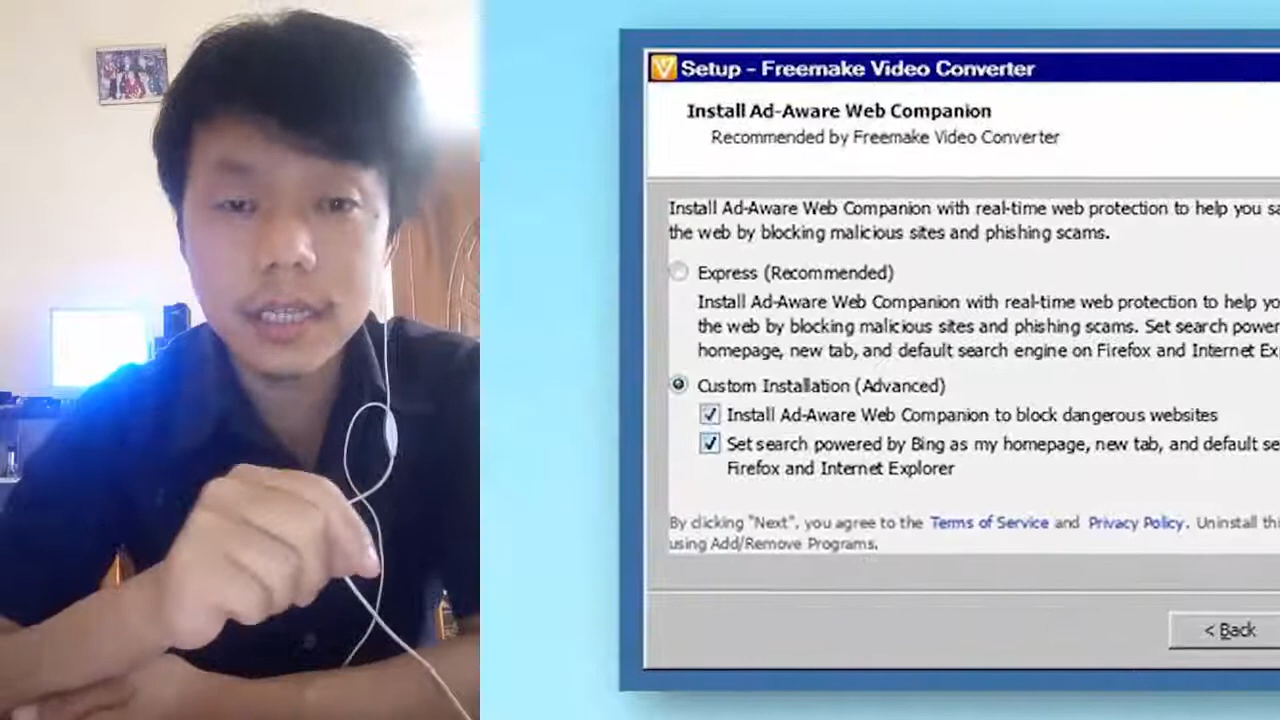 Setup - Freemake Video Converter
Install Ad-Aware Web Companion
Recommended by Freemake Video Converter
Install Ad-Aware Web Companion with real-time web protection to help you
the web by blocking malicious sites and phishing scams.
Express (Recommended)
Install Ad-Aware Web Companion with real-time web protection to help
the web by blocking malicious sites and phishing scams. Set search
homepage, new tab, and default search engine on Firefox and Internet
Custom Installation (Advanced)
Install Ad-Aware Web Companion to block dangerous websites
Set search powered by Bing as my homepage, new tab, and default
Firefox and Internet Explorer
By clicking "Next", you agree to the Terms of Service and Privacy Policy. Uninstall
using Add/Remove Programs.
< Back